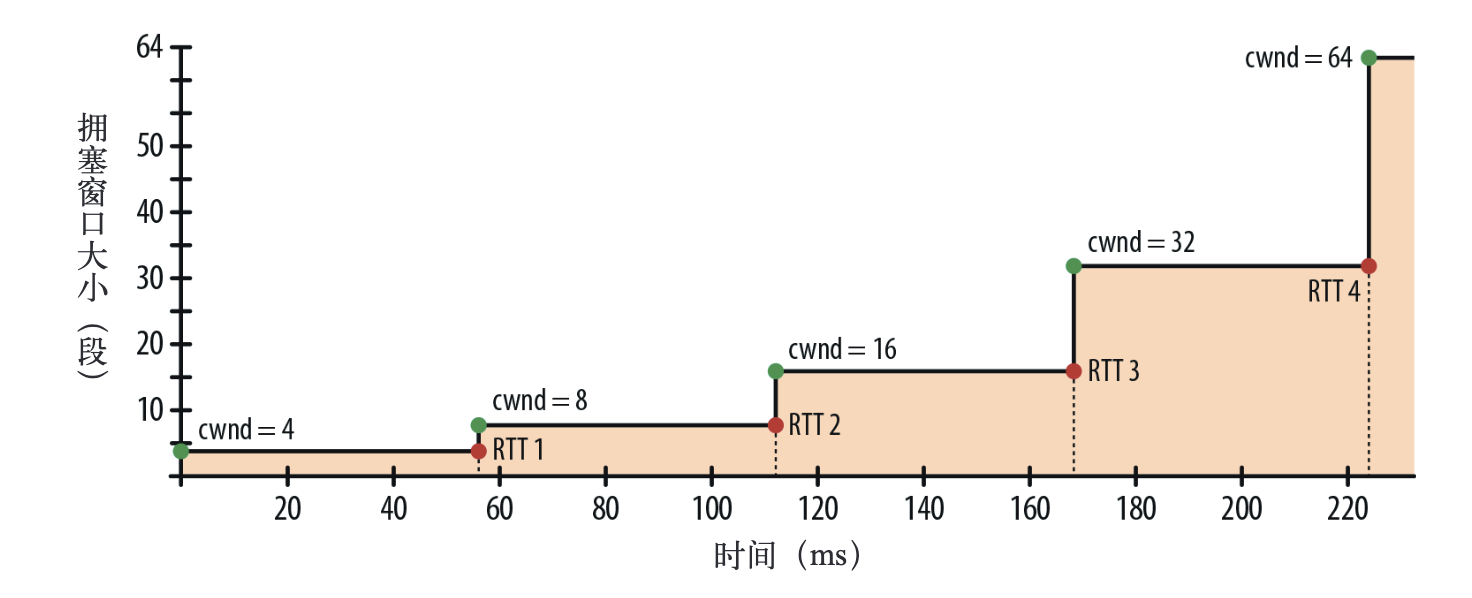 64
50
40
30
20
10
拥塞窗口大小（段）
cwnd = 4
cwnd = 8
RTT 1
cwnd = 16
RTT 2
cwnd = 32
RTT 3
cwnd = 64
RTT 4
20 40 60 80 100 120 140 160 180 200 220
时间（ms）